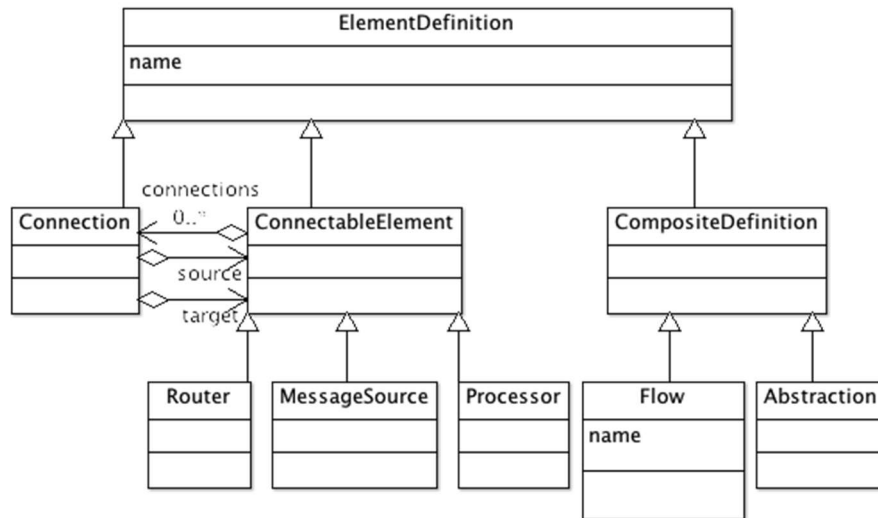 ElementDefinition
name
connections
0..*
Connection
ConnectableElement
CompositeDefinition
source
target
Router
MessageSource
Processor
Flow
Abstraction
name